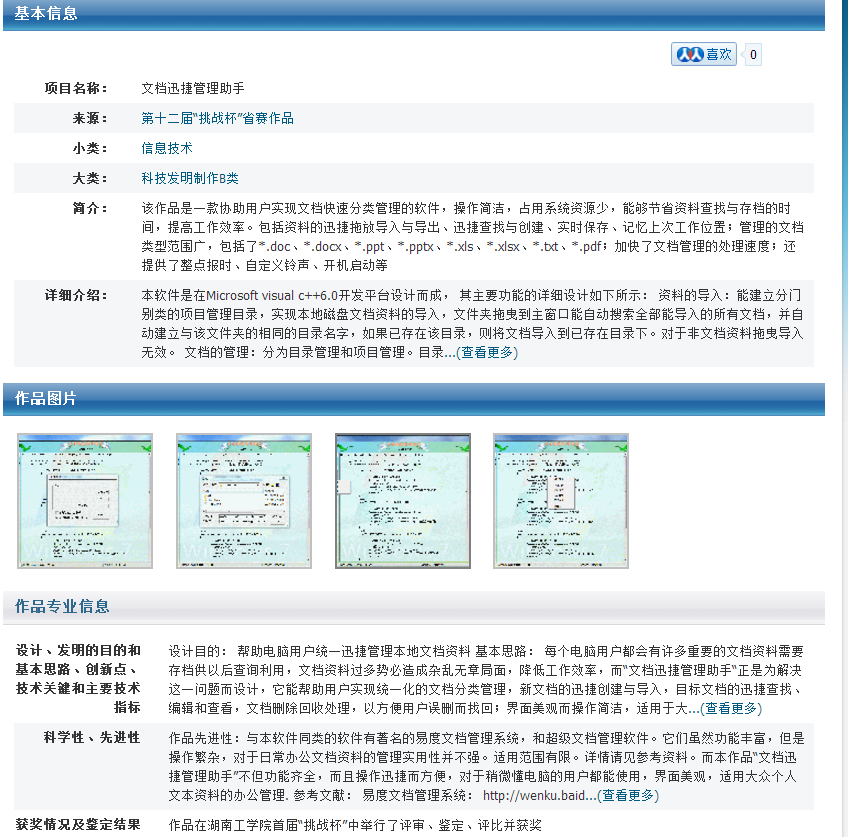 基本信息
喜欢 0
项目名称： 文档迅捷管理助手
来源： 第十二届“挑战杯”省赛作品
小类： 信息技术
大类： 科技发明制作B类
简介： 该作品是一款协助用户实现文档快速分类管理的软件，操作简洁，占用系统资源少，能够节省资料查找与存档的时
间，提高工作效率。包括资料的迅捷拖放导入与导出、迅捷查找与创建、实时保存、记忆上次工作位置；管理的文档
类型范围广，包括了*.doc、*.docx、*.ppt、*.pptx、*.xls、*.xlsx、*.txt、*.pdf；加快了文档管理的处理速度；还
提供了整点报时、自定义铃声、开机启动等
详细介绍： 本软件是在Microsoft visual c++6.0开发平台设计而成， 其主要功能的详细设计如下所示： 资料的导入：能建立分门
别类的项目管理目录，实现本地磁盘文档资料的导入，文件夹拖曳到主窗口能自动搜索全部能导入的所有文档，并自
动建立与该文件夹的相同的目录名字，如果已存在该目录，则将文档导入到已存在目录下。对于非文档资料拖曳导入
无效。 文档的管理：分为目录管理和项目管理。目录...(查看更多)
作品图片
作品专业信息
设计、发明的目的和 设计目的： 帮助电脑用户统一迅捷管理本地文档资料 基本思路： 每个电脑用户都会有许多重要的文档资料需要
基本思路、创新点、 存档供以后查询利用，文档资料过多势必造成杂乱无章局面，降低工作效率，而“文档迅捷管理助手“正是为解决
技术关键和主要技术 这一问题而设计，它能帮助用户实现统一化的文档分类管理，新文档的迅捷创建与导入，目标文档的迅捷查找、
指标 编辑和查看，文档删除回收处理，以方便用户误删而找回；界面美观而操作简洁，适用于大...(查看更多)
科学性、先进性 作品先进性：与本软件同类的软件有著名的易度文档管理系统，和超级文档管理软件。它们虽然功能丰富，但是
操作繁杂，对于日常办公文档资料的管理实用性并不强。适用范围有限。详情请见参考资料。而本作品“文档迅
捷管理助手”不但功能齐全，而且操作迅捷而方便，对于稍微懂电脑的用户都能使用，界面美观，适用大众个人
文本资料的办公管理. 参考文献： 易度文档管理系统： http://wenku.baid...(查看更多)
获奖情况及鉴定结果 作品在湖南工学院首届“挑战杯”中举行了评审、鉴定、评比并获奖